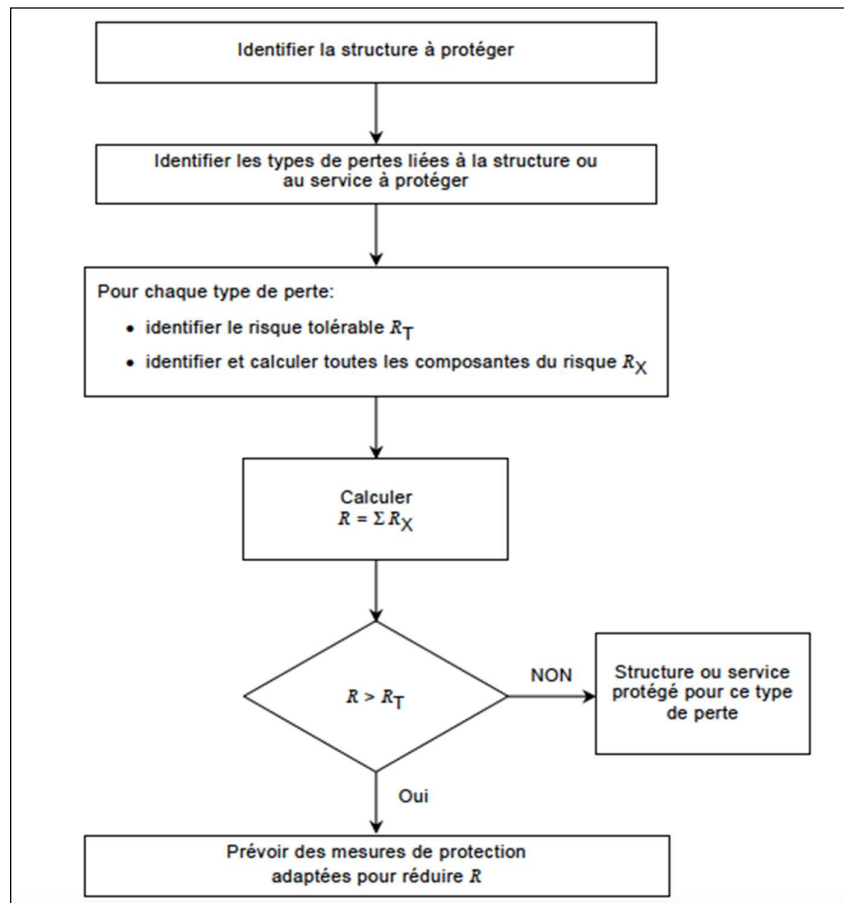 Identifier la structure à protéger
Identifier les types de pertes liées à la structure ou
au service à protéger
Pour chaque type de perte:
• identifier le risque tolérable R_T
• identifier et calculer toutes les composantes du risque R_X
Calculer
R = Σ R_X
R > R_T
NON
Structure ou service
protégé pour ce type
de perte
Oui
Prévoir des mesures de protection
adaptées pour réduire R